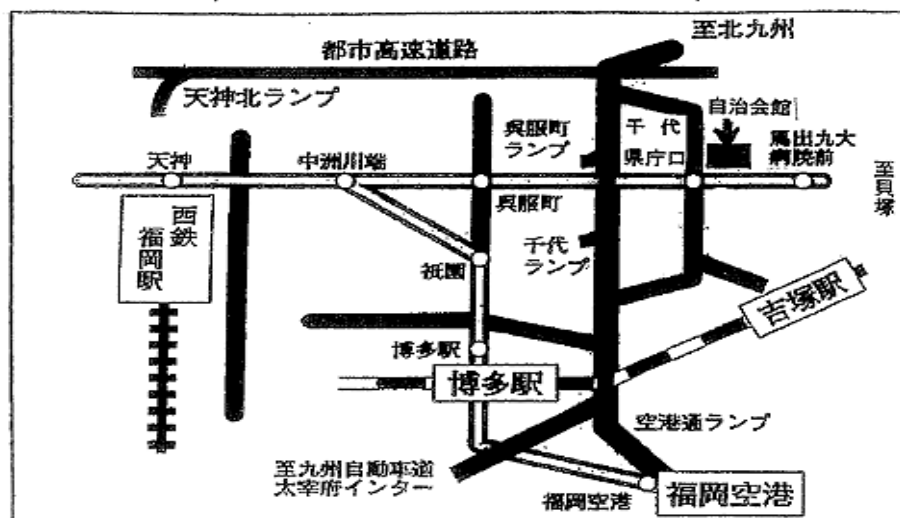 至北九州
都市高速道路
天神北ランプ
呉服町
ランプ
千代
県庁口
自治会館
馬出九大
病院前
天神
中洲川端
呉服町
至貝塚
西鉄
福岡駅
祇園
千代
ランプ
吉塚駅
博多駅
博多駅
空港通ランプ
至九州自動車道
太宰府インター
福岡空港
福岡空港